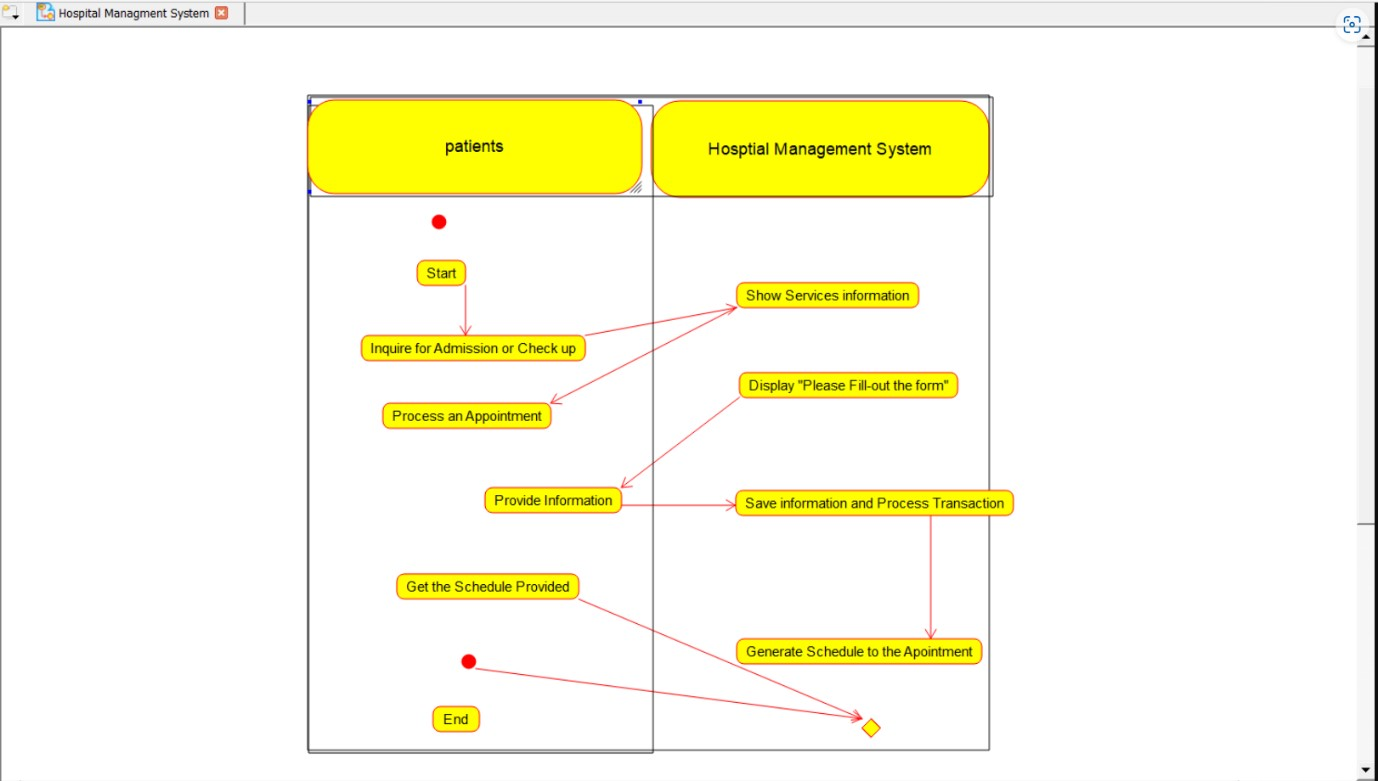 Hospital Managment System
patients
Hosptial Management System
Start
Show Services information
Inquire for Admission or Check up
Display "Please Fill-out the form"
Process an Appointment
Provide Information
Save information and Process Transaction
Get the Schedule Provided
Generate Schedule to the Apointment
End